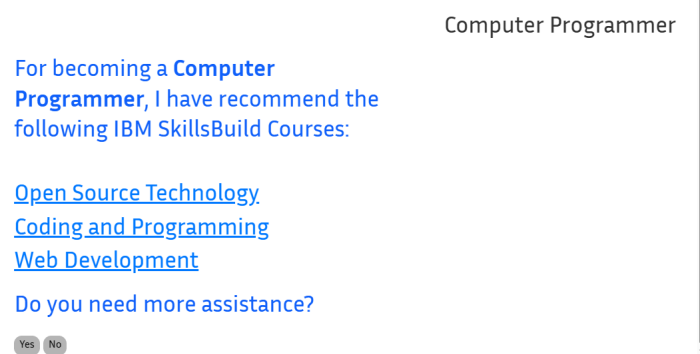 Computer Programmer
For becoming a Computer
Programmer, I have recommend the
following IBM SkillsBuild Courses:
Open Source Technology
Coding and Programming
Web Development
Do you need more assistance?
Yes No